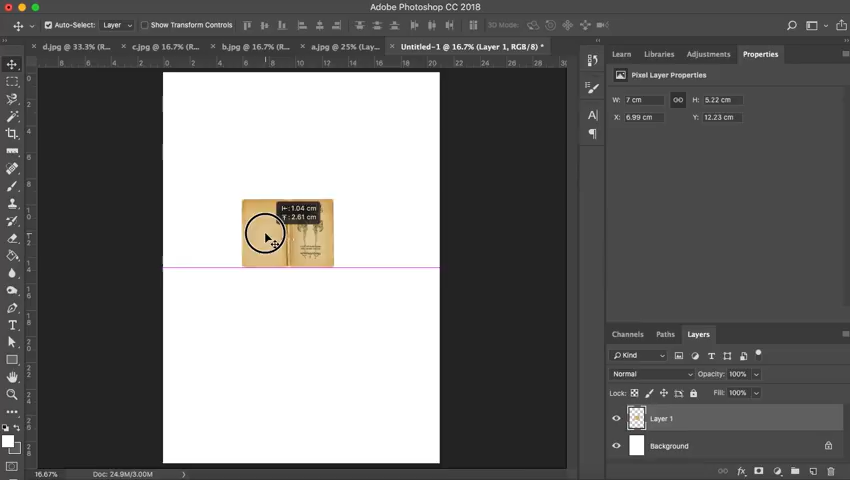 Adobe Photoshop CC 2018
Auto-Select: Layer Show Transform Controls 3D Mode:
d.jpg @ 33.3% (R... c.jpg @ 16.7% (R... b.jpg @ 16.7% (R... a.jpg @ 25% (Lay... Untitled-1 @ 16.7% (Layer 1, RGB/8) *
Learn Libraries Adjustments Properties
Pixel Layer Properties
W: 7 cm H: 5.22 cm
X: 6.99 cm Y: 12.23 cm
1.04 cm
2.61 cm
Channels Paths Layers
Kind
Normal Opacity: 100%
Lock: Fill: 100%
Layer 1
Background
16.67% Doc: 24.9M/3.00M